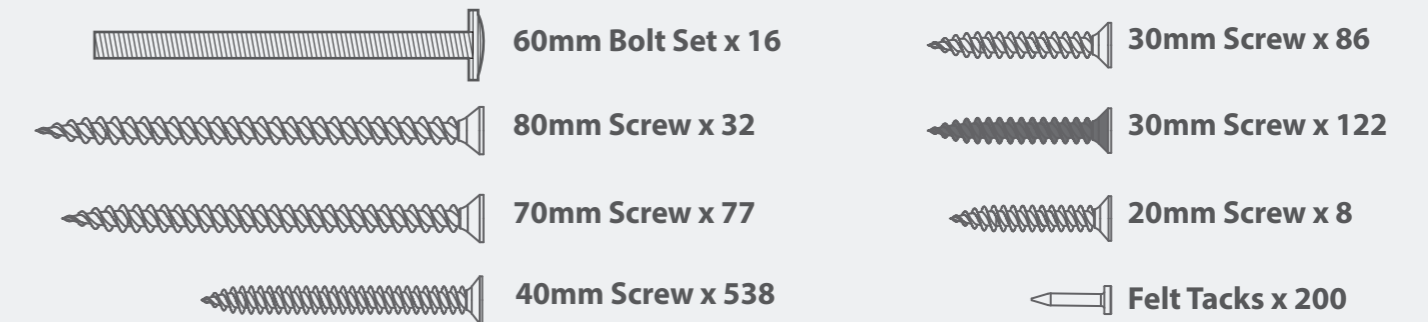 60mm Bolt Set x 16
80mm Screw x 32
70mm Screw x 77
40mm Screw x 538
30mm Screw x 86
30mm Screw x 122
20mm Screw x 8
Felt Tacks x 200